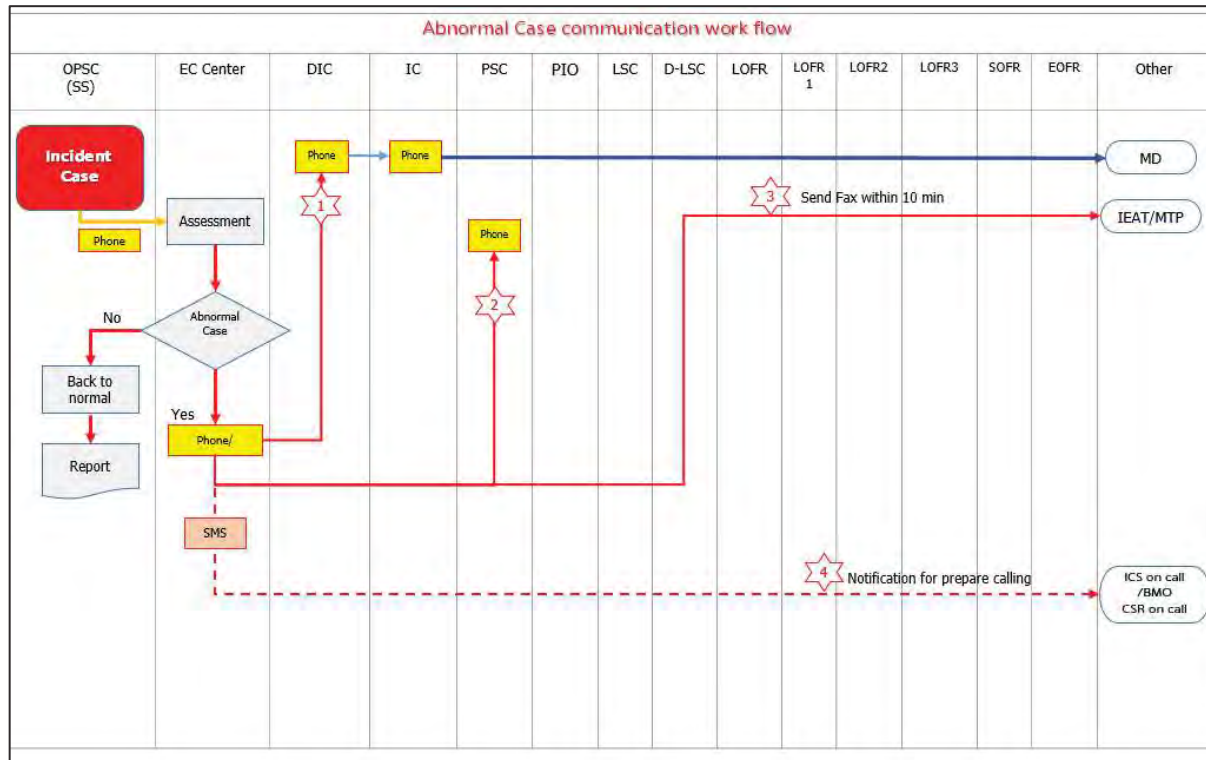 Abnormal Case communication work flow
OPSC
(SS)
EC Center
DIC
IC
PSC
PIO
LSC
D-LSC
LOFR
LOFR
1
LOFR2
LOFR3
SOFR
EOFR
Other
Incident
Case
Phone
Assessment
Phone
Phone
MD
1
3
Send Fax within 10 min
IEAT/MTP
Phone
2
Abnormal
Case
No
Back to
normal
Yes
Phone/
Report
SMS
4
Notification for prepare calling
ICS on call
/BMO
CSR on call